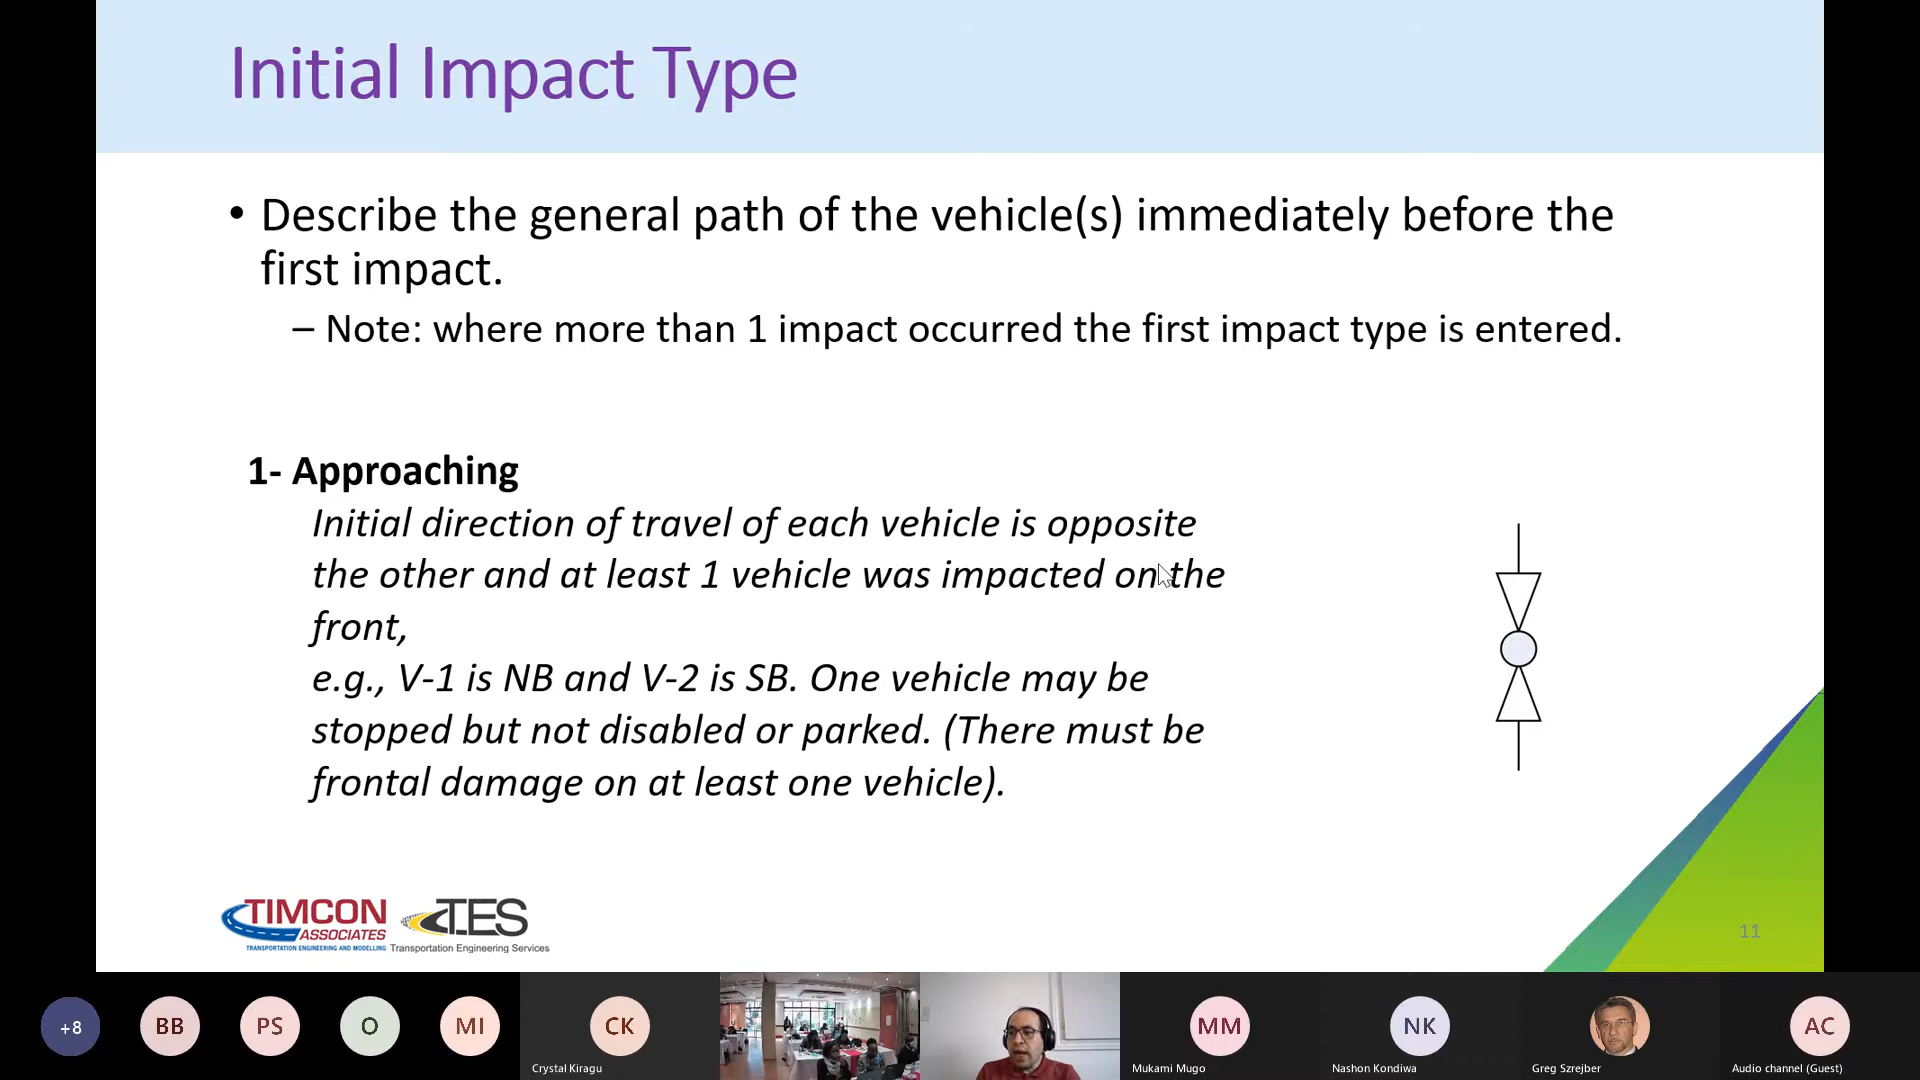 Initial Impact Type
• Describe the general path of the vehicle(s) immediately before the
first impact.
– Note: where more than 1 impact occurred the first impact type is entered.
1- Approaching
Initial direction of travel of each vehicle is opposite
the other and at least 1 vehicle was impacted on the
front,
e.g., V-1 is NB and V-2 is SB. One vehicle may be
stopped but not disabled or parked. (There must be
frontal damage on at least one vehicle).
TIMCON
ASSOCIATES
TRANSPORTATION ENGINEERING AND MODELLING
TES
Transportation Engineering Services
11
+8
BB
PS
O
MI
CK
Crystal Kiragu
MM
Mukami Mugo
NK
Nashon Kondiwa
Greg Szrejber
AC
Audio channel (Guest)